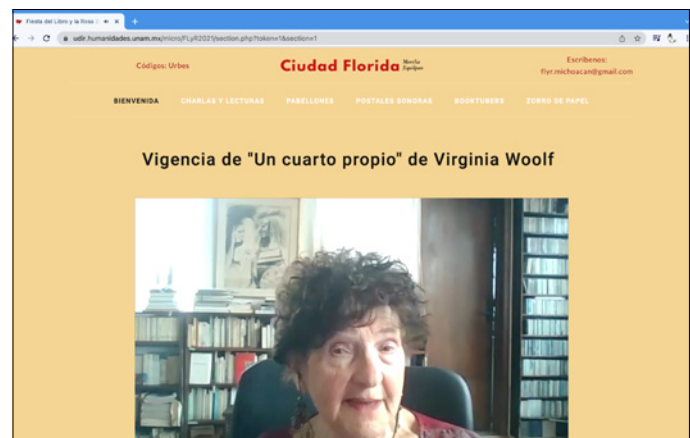 Fiesta del Libro y la Rosa 2
udir.humanidades.unam.mx/micro/FLyR2021/section.php?token=1&section=1
Códigos: Urbes
Ciudad Florida
Escríbenos:
flyr.michoacan@gmail.com
BIENVENIDA CHARLAS Y LECTURAS PABELLONES POSTALES SONORAS BOOKTUBERS ZORRO DE PAPEL
Vigencia de "Un cuarto propio" de Virginia Woolf